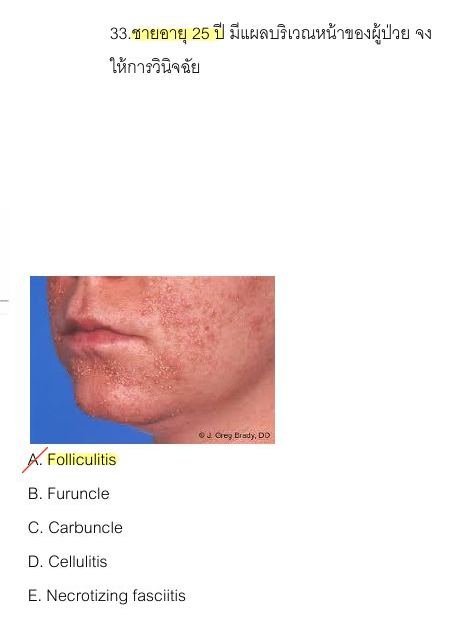 33.ชายอายุ 25 ปี มีแผลบริเวณหน้าของผู้ป่วย จง
ให้การวินิจฉัย
© J. Greg Brady, DO
A. Folliculitis
B. Furuncle
C. Carbuncle
D. Cellulitis
E. Necrotizing fasciitis